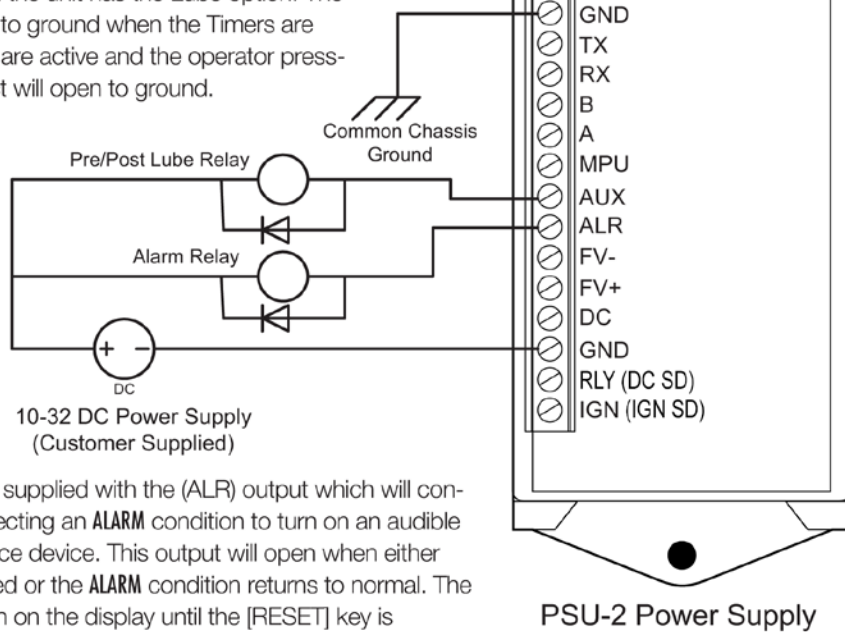 to ground when the Timers are
are active and the operator press-
will open to ground.
GND
TX
RX
B
A
MPU
AUX
ALR
FV-
FV+
DC
GND
RLY (DC SD)
IGN (IGN SD)
Common Chassis
Ground
Pre/Post Lube Relay
Alarm Relay
+ -
DC
10-32 DC Power Supply
(Customer Supplied)
supplied with the (ALR) output which will con-
ecting an ALARM condition to turn on an audible
ce device. This output will open when either
ed or the ALARM condition returns to normal. The
n on the display until the [RESET] key is
PSU-2 Power Supply